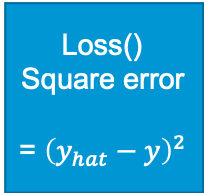 Loss()
Square error
= (y_hat − y)²